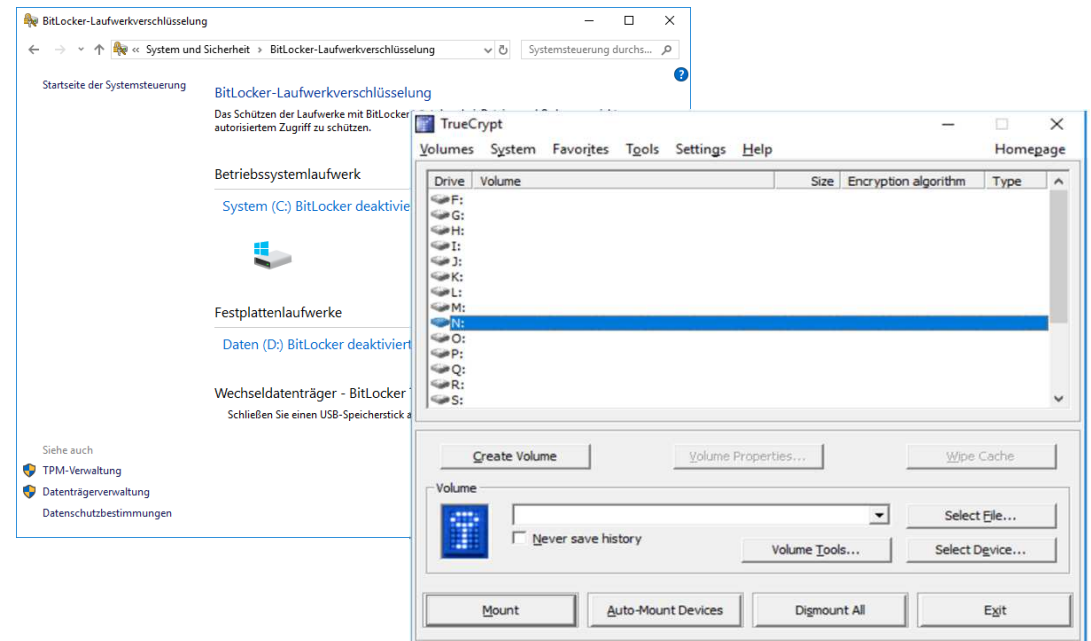 BitLocker-Laufwerkverschlüsselung
« System und Sicherheit › BitLocker-Laufwerkverschlüsselung
Systemsteuerung durchs...
Startseite der Systemsteuerung
BitLocker-Laufwerkverschlüsselung
Das Schützen der Laufwerke mit BitLocker
autorisiertem Zugriff zu schützen.
Betriebssystemlaufwerk
System (C:) BitLocker deaktivie
Festplattenlaufwerke
Daten (D:) BitLocker deaktiviert
Wechseldatenträger - BitLocker
Schließen Sie einen USB-Speicherstick a
Siehe auch
TPM-Verwaltung
Datenträgerverwaltung
Datenschutzbestimmungen
?
TrueCrypt
Volumes System Favorites Tools Settings Help Homepage
Drive Volume Size Encryption algorithm Type
F:
G:
H:
I:
J:
K:
L:
M:
N:
O:
P:
Q:
R:
S:
Create Volume Volume Properties... Wipe Cache
Volume
Select File...
Never save history
Volume Tools... Select Device...
Mount Auto-Mount Devices Dismount All Exit